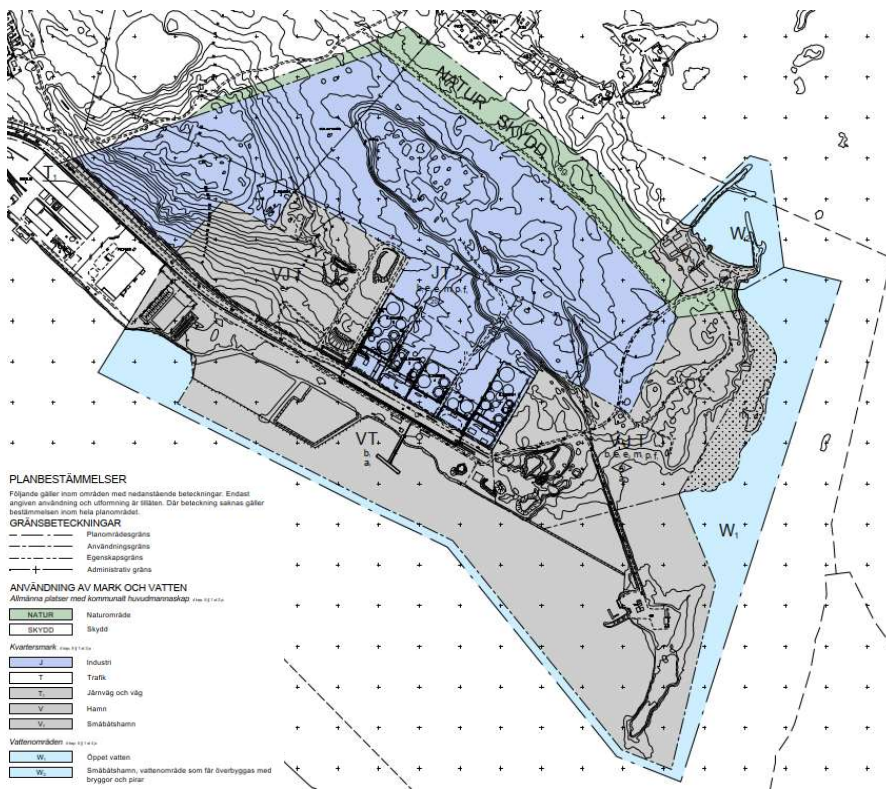 NATUR SKYDD
T₁
W₂
V₁
VJT
JT
b.e.e.m.p.f.
VT
b.
a.
VJT
b.e.e.m.p.f.
W₁
PLANBESTÄMMELSER
Följande gäller inom områden med nedanstående beteckningar. Endast
angiven användning och utformning är tillåten. Där beteckning saknas gäller
bestämmelsen inom hela planområdet.
GRÄNSBETECKNINGAR
Planområdesgräns
Användningsgräns
Egenskapsgräns
Administrativ gräns
ANVÄNDNING AV MARK OCH VATTEN
Allmänna platser med kommunalt huvudmannaskap
NATUR Naturområde
SKYDD Skydd
Kvartersmark
J Industri
T Trafik
T₁ Järnväg och väg
V Hamn
V₁ Småbåtshamn
Vattenområden
W₁ Öppet vatten
W₂ Småbåtshamn, vattenområde som får överbyggas med
bryggor och pirar